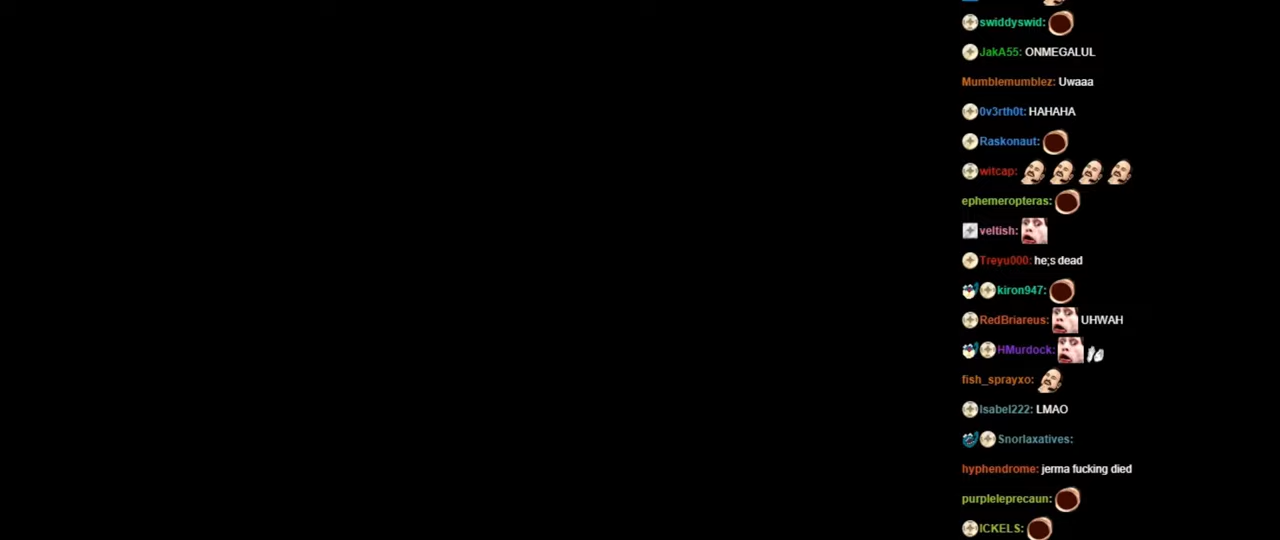 swiddyswid:
JakA55: ONMEGALUL
Mumblemumblez: Uwaaa
0v3rth0t: HAHAHA
Raskonaut:
witcap:
ephemeropteras:
veltish:
Treyu000: he;s dead
kiron947:
RedBriareus: UHWAH
HMurdock:
fish_sprayxo:
Isabel222: LMAO
Snorlaxatives:
hyphendrome: jerma fucking died
purpleleprecaun:
ICKELS: